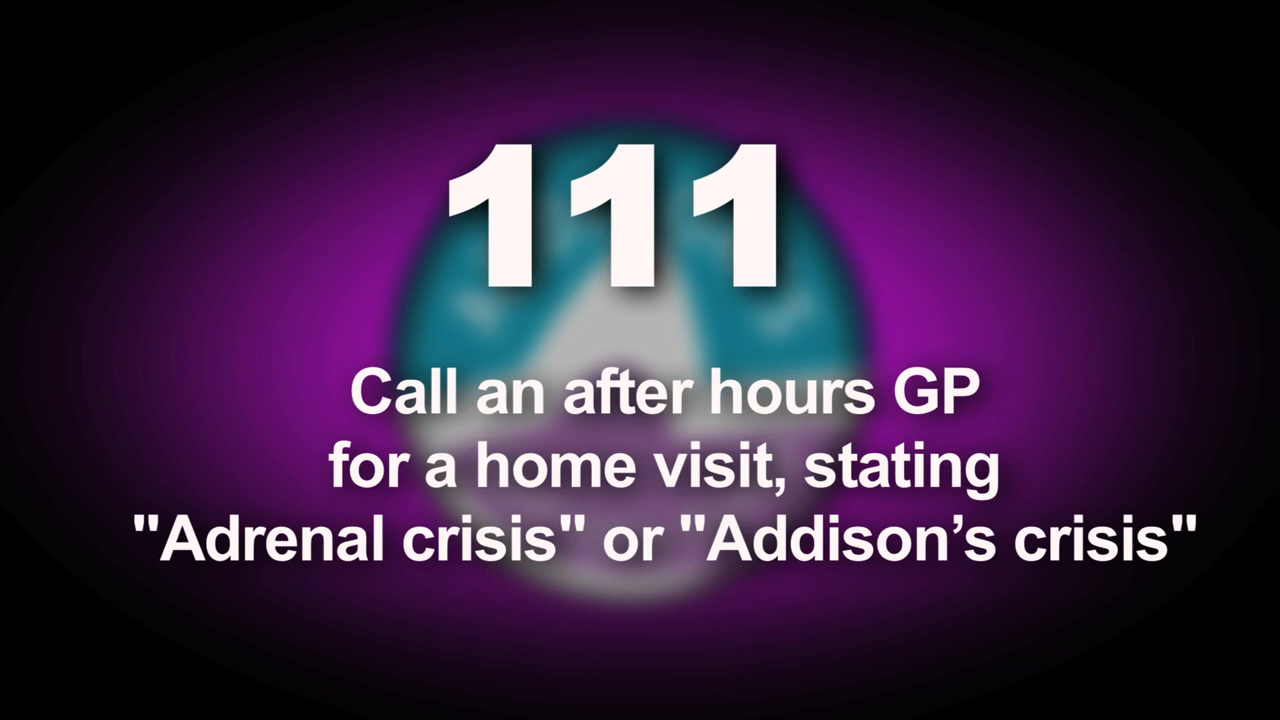 111
Call an after hours GP
for a home visit, stating
"Adrenal crisis" or "Addison’s crisis"